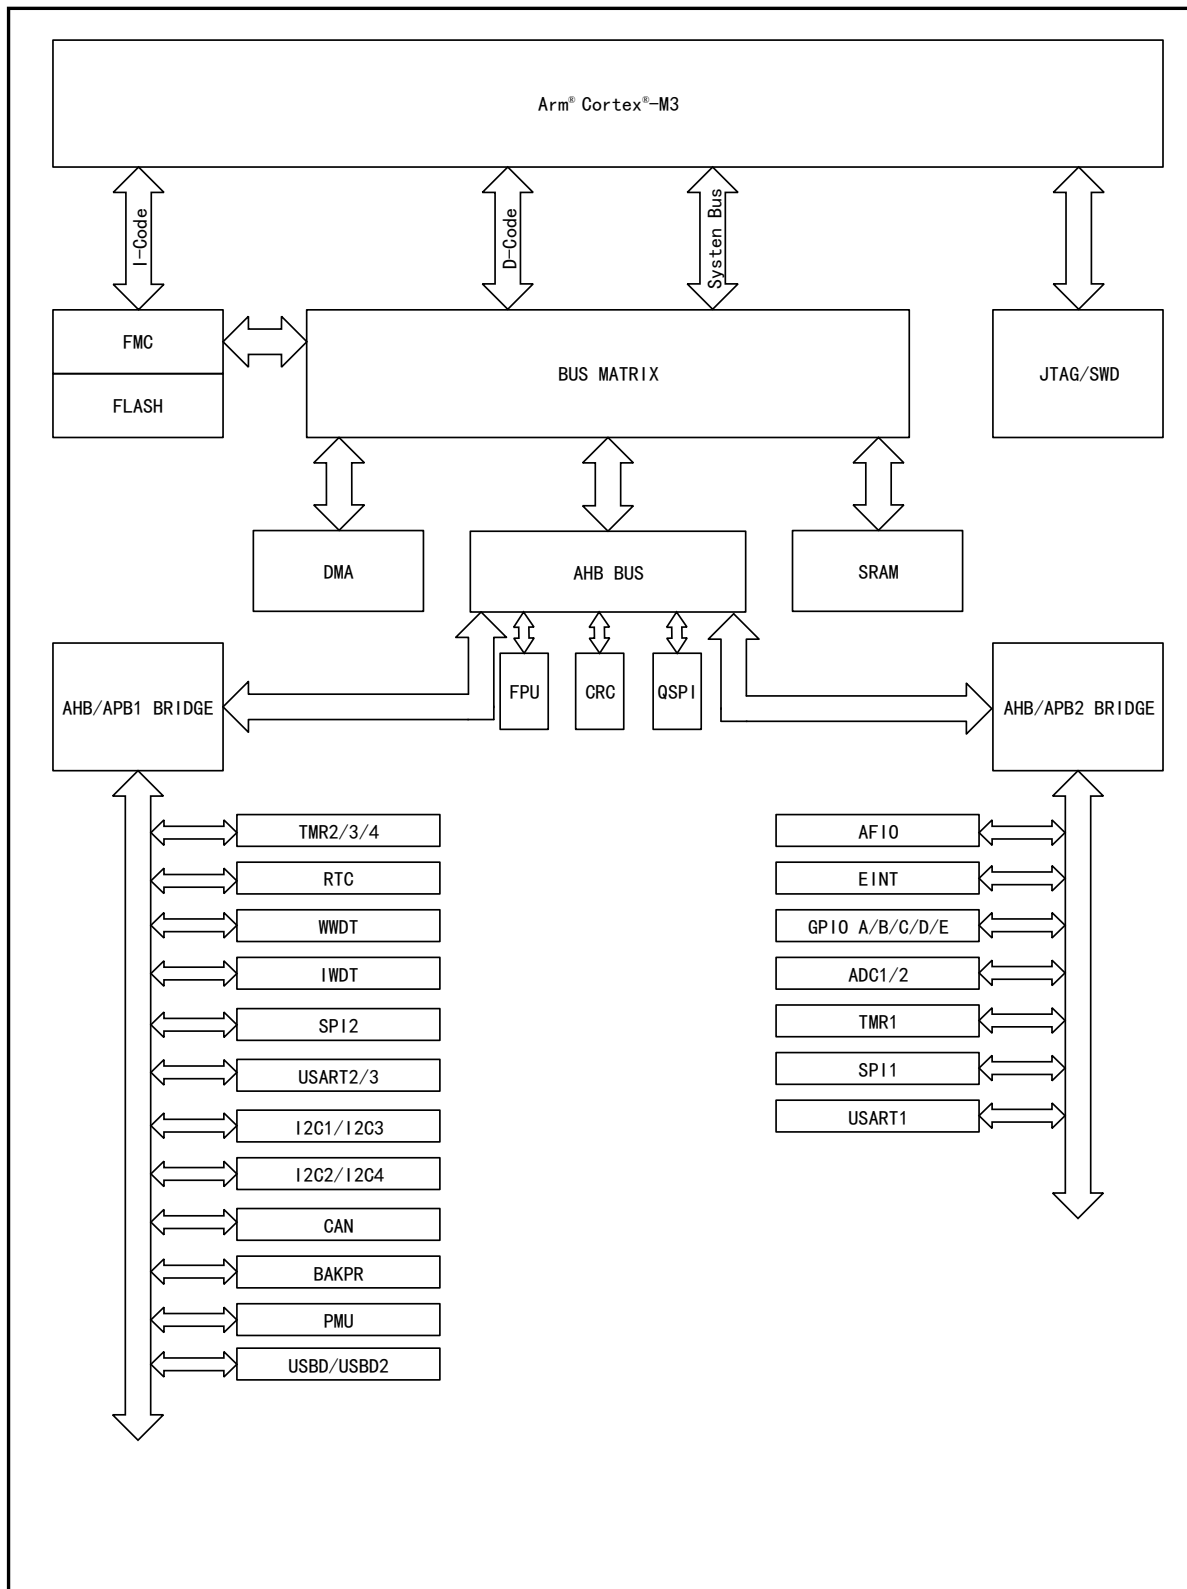 Arm® Cortex®-M3
I-Code
D-Code
Systen Bus
FMC
FLASH
BUS MATRIX
JTAG/SWD
DMA
AHB BUS
SRAM
FPU
CRC
QSPI
AHB/APB1 BRIDGE
AHB/APB2 BRIDGE
TMR2/3/4
RTC
WWDT
IWDT
SPI2
USART2/3
I2C1/I2C3
I2C2/I2C4
CAN
BAKPR
PMU
USBD/USBD2
AFIO
EINT
GPIO A/B/C/D/E
ADC1/2
TMR1
SPI1
USART1